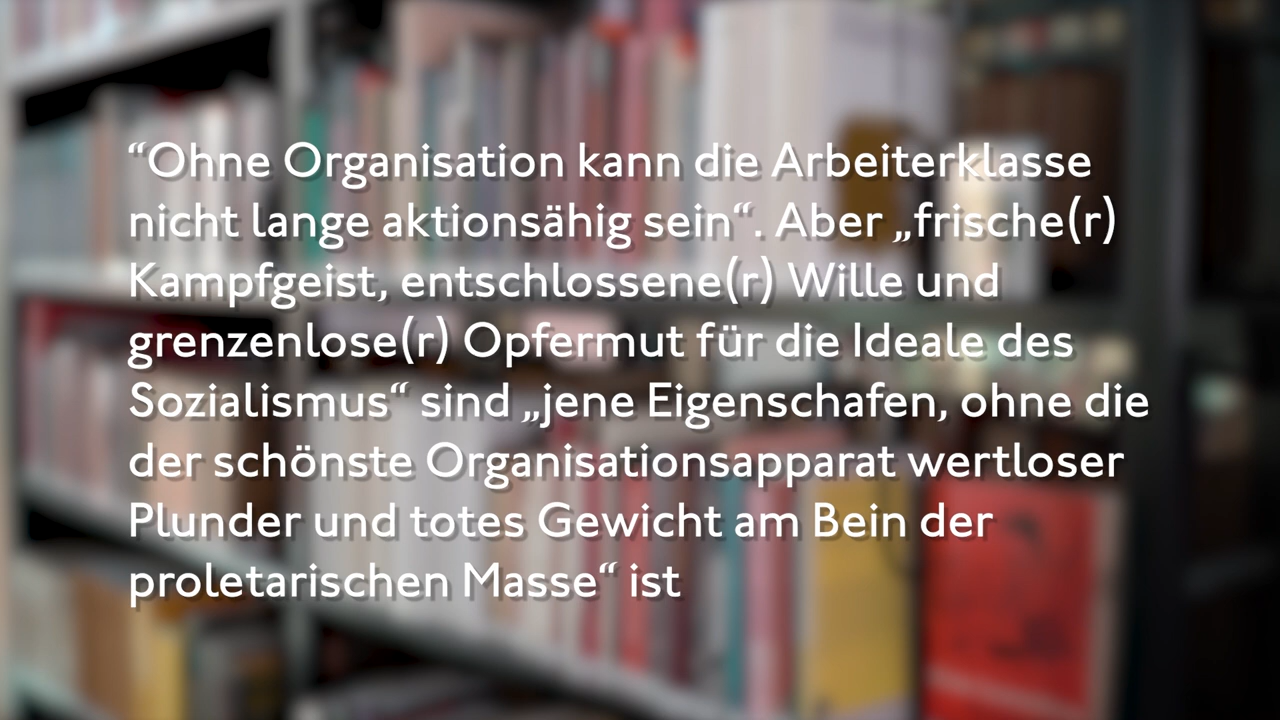 “Ohne Organisation kann die Arbeiterklasse
nicht lange aktionsähig sein“. Aber „frische(r)
Kampfgeist, entschlossene(r) Wille und
grenzenlose(r) Opfermut für die Ideale des
Sozialismus“ sind „jene Eigenschafen, ohne die
der schönste Organisationsapparat wertloser
Plunder und totes Gewicht am Bein der
proletarischen Masse“ ist